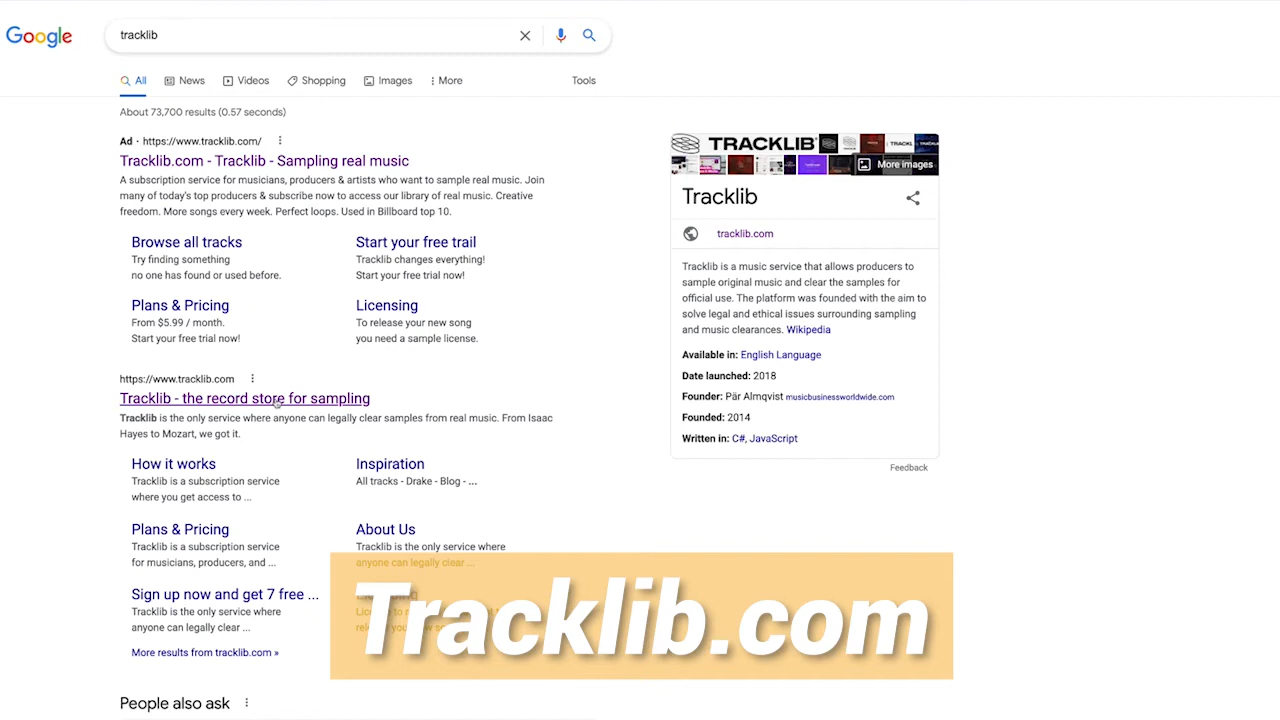 Google
tracklib
All
News
Videos
Shopping
Images
More
Tools
About 73,700 results (0.57 seconds)
Ad · https://www.tracklib.com/
Tracklib.com - Tracklib - Sampling real music
A subscription service for musicians, producers & artists who want to sample real music. Join
many of today's top producers & subscribe now to access our library of real music. Creative
freedom. More songs every week. Perfect loops. Used in Billboard top 10.
Browse all tracks
Try finding something
no one has found or used before.
Start your free trail
Tracklib changes everything!
Start your free trial now!
Plans & Pricing
From $5.99 / month.
Start your free trial now!
Licensing
To release your new song
you need a sample license.
https://www.tracklib.com
Tracklib - the record store for sampling
Tracklib is the only service where anyone can legally clear samples from real music. From Isaac
Hayes to Mozart, we got it.
How it works
Tracklib is a subscription service
where you get access to ...
Inspiration
All tracks - Drake - Blog - ...
Plans & Pricing
Tracklib is a subscription service
for musicians, producers, and ...
About Us
Tracklib is the only service where
anyone can legally clear ...
Sign up now and get 7 free ...
Tracklib is the only service where
anyone can legally clear ...
More results from tracklib.com »
People also ask
TRACKLIB
More images
Tracklib
tracklib.com
Tracklib is a music service that allows producers to
sample original music and clear the samples for
official use. The platform was founded with the aim to
solve legal and ethical issues surrounding sampling
and music clearances. Wikipedia
Available in: English Language
Date launched: 2018
Founder: Pär Almqvist musicbusinessworldwide.com
Founded: 2014
Written in: C#, JavaScript
Feedback
Tracklib.com